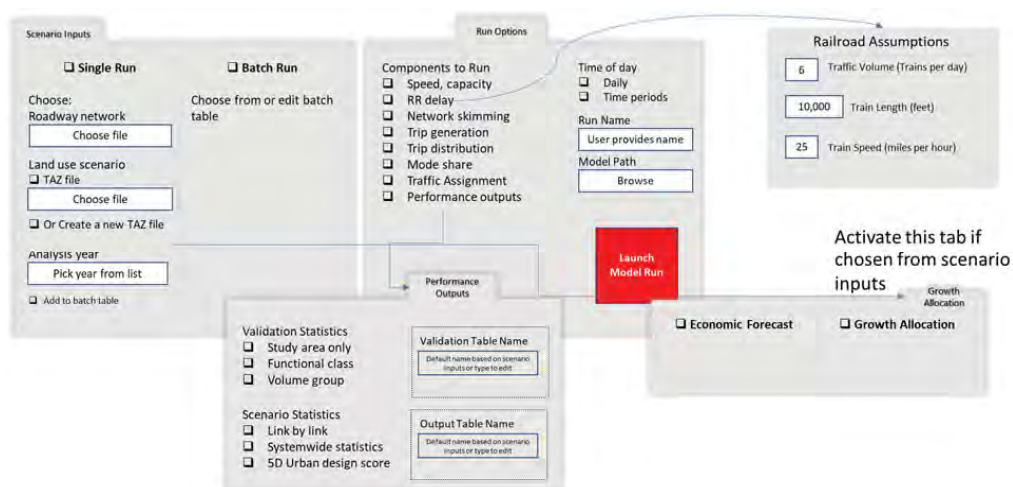 Scenario Inputs
❑ Single Run
❑ Batch Run
Choose:
Roadway network
Choose file
Land use scenario
❑ TAZ file
Choose file
❑ Or Create a new TAZ file
Analysis year
Pick year from list
❑ Add to batch table
Choose from or edit batch
table
Run Options
Components to Run
❑ Speed, capacity
❑ RR delay
❑ Network skimming
❑ Trip generation
❑ Trip distribution
❑ Mode share
❑ Traffic Assignment
❑ Performance outputs
Time of day
❑ Daily
❑ Time periods
Run Name
User provides name
Model Path
Browse
Launch
Model Run
Railroad Assumptions
6 Traffic Volume (Trains per day)
10,000 Train Length (feet)
25 Train Speed (miles per hour)
Activate this tab if
chosen from scenario
inputs
Growth
Allocation
❑ Economic Forecast
❑ Growth Allocation
Performance
Outputs
Validation Statistics
❑ Study area only
❑ Functional class
❑ Volume group
Validation Table Name
Default name based on scenario
inputs or type to edit
Scenario Statistics
❑ Link by link
❑ Systemwide statistics
❑ 5D Urban design score
Output Table Name
Default name based on scenario
inputs or type to edit